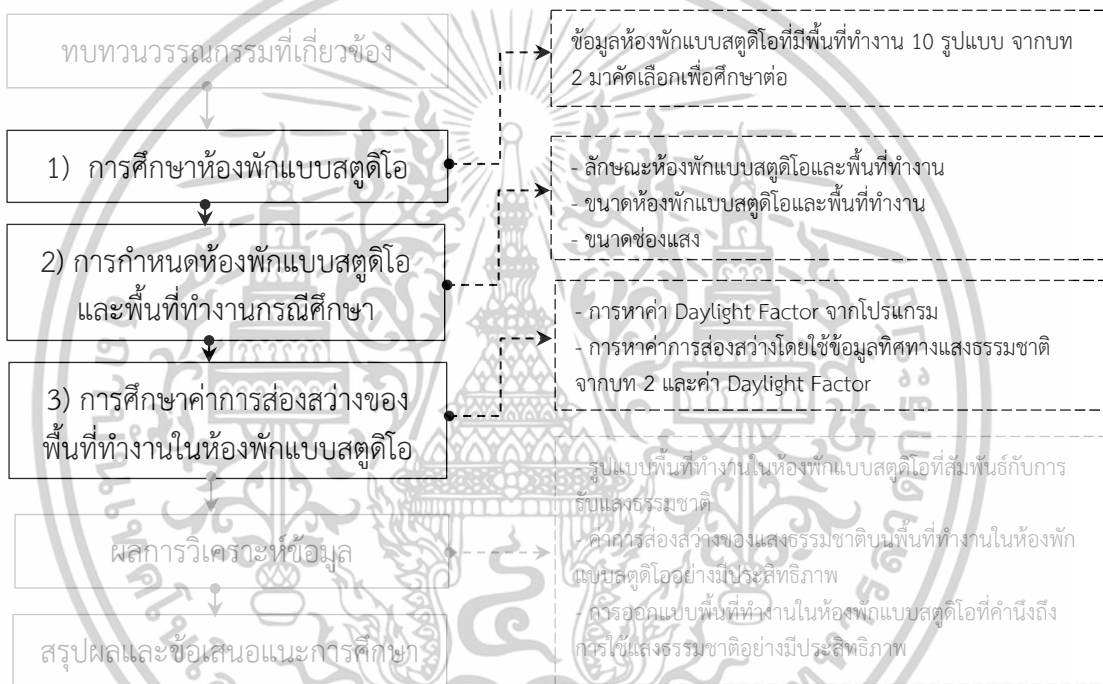 ทบทวนวรรณกรรมที่เกี่ยวข้อง
ข้อมูลห้องพักแบบสตูดิโอที่มีพื้นที่ทำงาน 10 รูปแบบ จากบท
2 มาคัดเลือกเพื่อศึกษาต่อ
1) การศึกษาห้องพักแบบสตูดิโอ
- ลักษณะห้องพักแบบสตูดิโอและพื้นที่ทำงาน
- ขนาดห้องพักแบบสตูดิโอและพื้นที่ทำงาน
- ขนาดช่องแสง
2) การกำหนดห้องพักแบบสตูดิโอ
และพื้นที่ทำงานกรณีศึกษา
- การหาค่า Daylight Factor จากโปรแกรม
- การหาค่าการส่องสว่างโดยใช้ข้อมูลทิศทางแสงธรรมชาติ
จากบท 2 และค่า Daylight Factor
3) การศึกษาค่าการส่องสว่างของ
พื้นที่ทำงานในห้องพักแบบสตูดิโอ
- รูปแบบพื้นที่ทำงานในห้องพักแบบสตูดิโอที่สัมพันธ์กับการ
รับแสงธรรมชาติ
- ค่าการส่องสว่างของแสงธรรมชาติบนพื้นที่ทำงานในห้องพัก
แบบสตูดิโออย่างมีประสิทธิภาพ
- การออกแบบพื้นที่ทำงานในห้องพักแบบสตูดิโอที่คำนึงถึง
การใช้แสงธรรมชาติอย่างมีประสิทธิภาพ
ผลการวิเคราะห์ข้อมูล
สรุปผลและข้อเสนอแนะการศึกษา